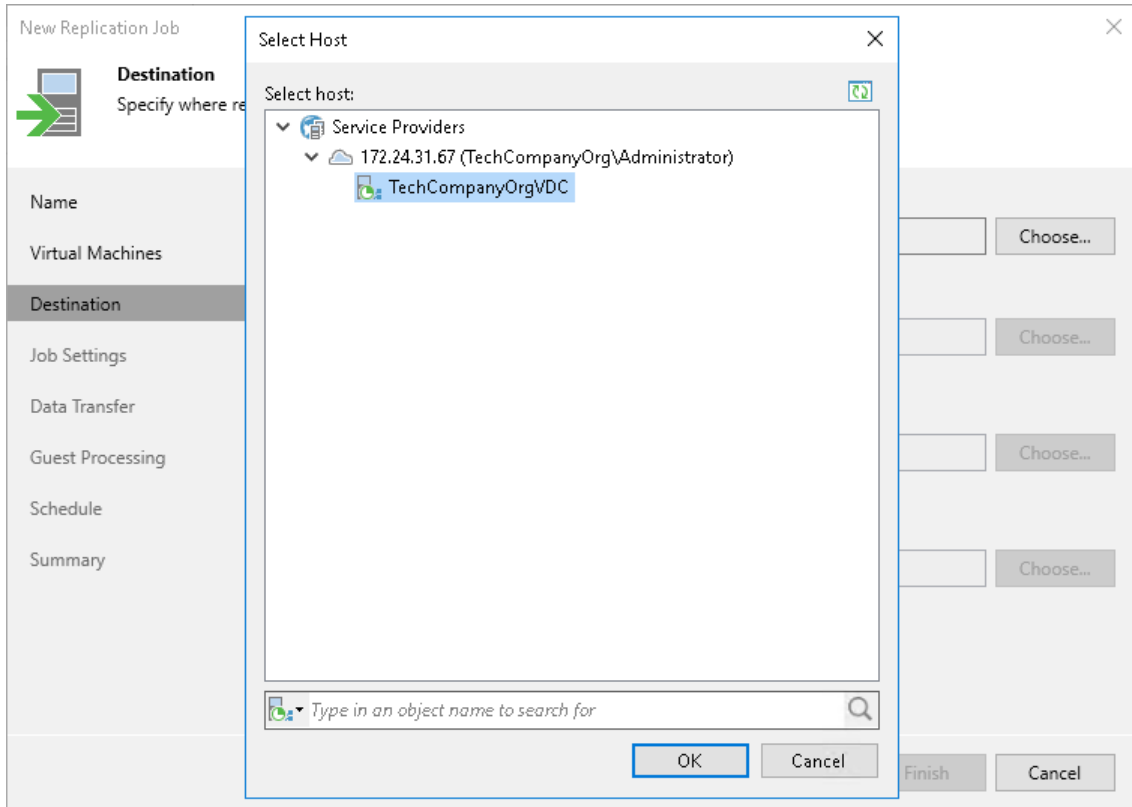 New Replication Job
Destination
Specify where re
Name
Virtual Machines
Destination
Job Settings
Data Transfer
Guest Processing
Schedule
Summary
Select Host
Select host:
Service Providers
172.24.31.67 (TechCompanyOrg\Administrator)
TechCompanyOrgVDC
Type in an object name to search for
OK Cancel
Choose...
Choose...
Choose...
Choose...
Finish Cancel